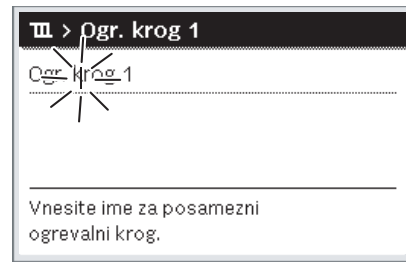 > Ogr. krog 1
Ogr. krog 1
Vnesite ime za posamezni
ogrevalni krog.